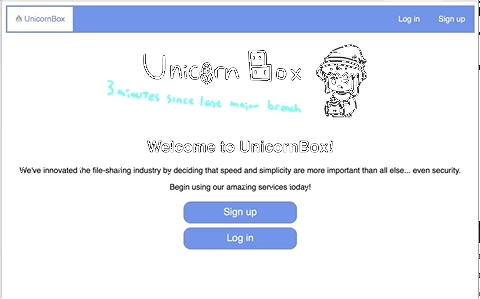 UnicornBox
Log in
Sign up
Unicorn Box
3 minutes since last major breach
Welcome to UnicornBox!
We've innovated the file-sharing industry by deciding that speed and simplicity are more important than all else... even security.
Begin using our amazing services today!
Sign up
Log in